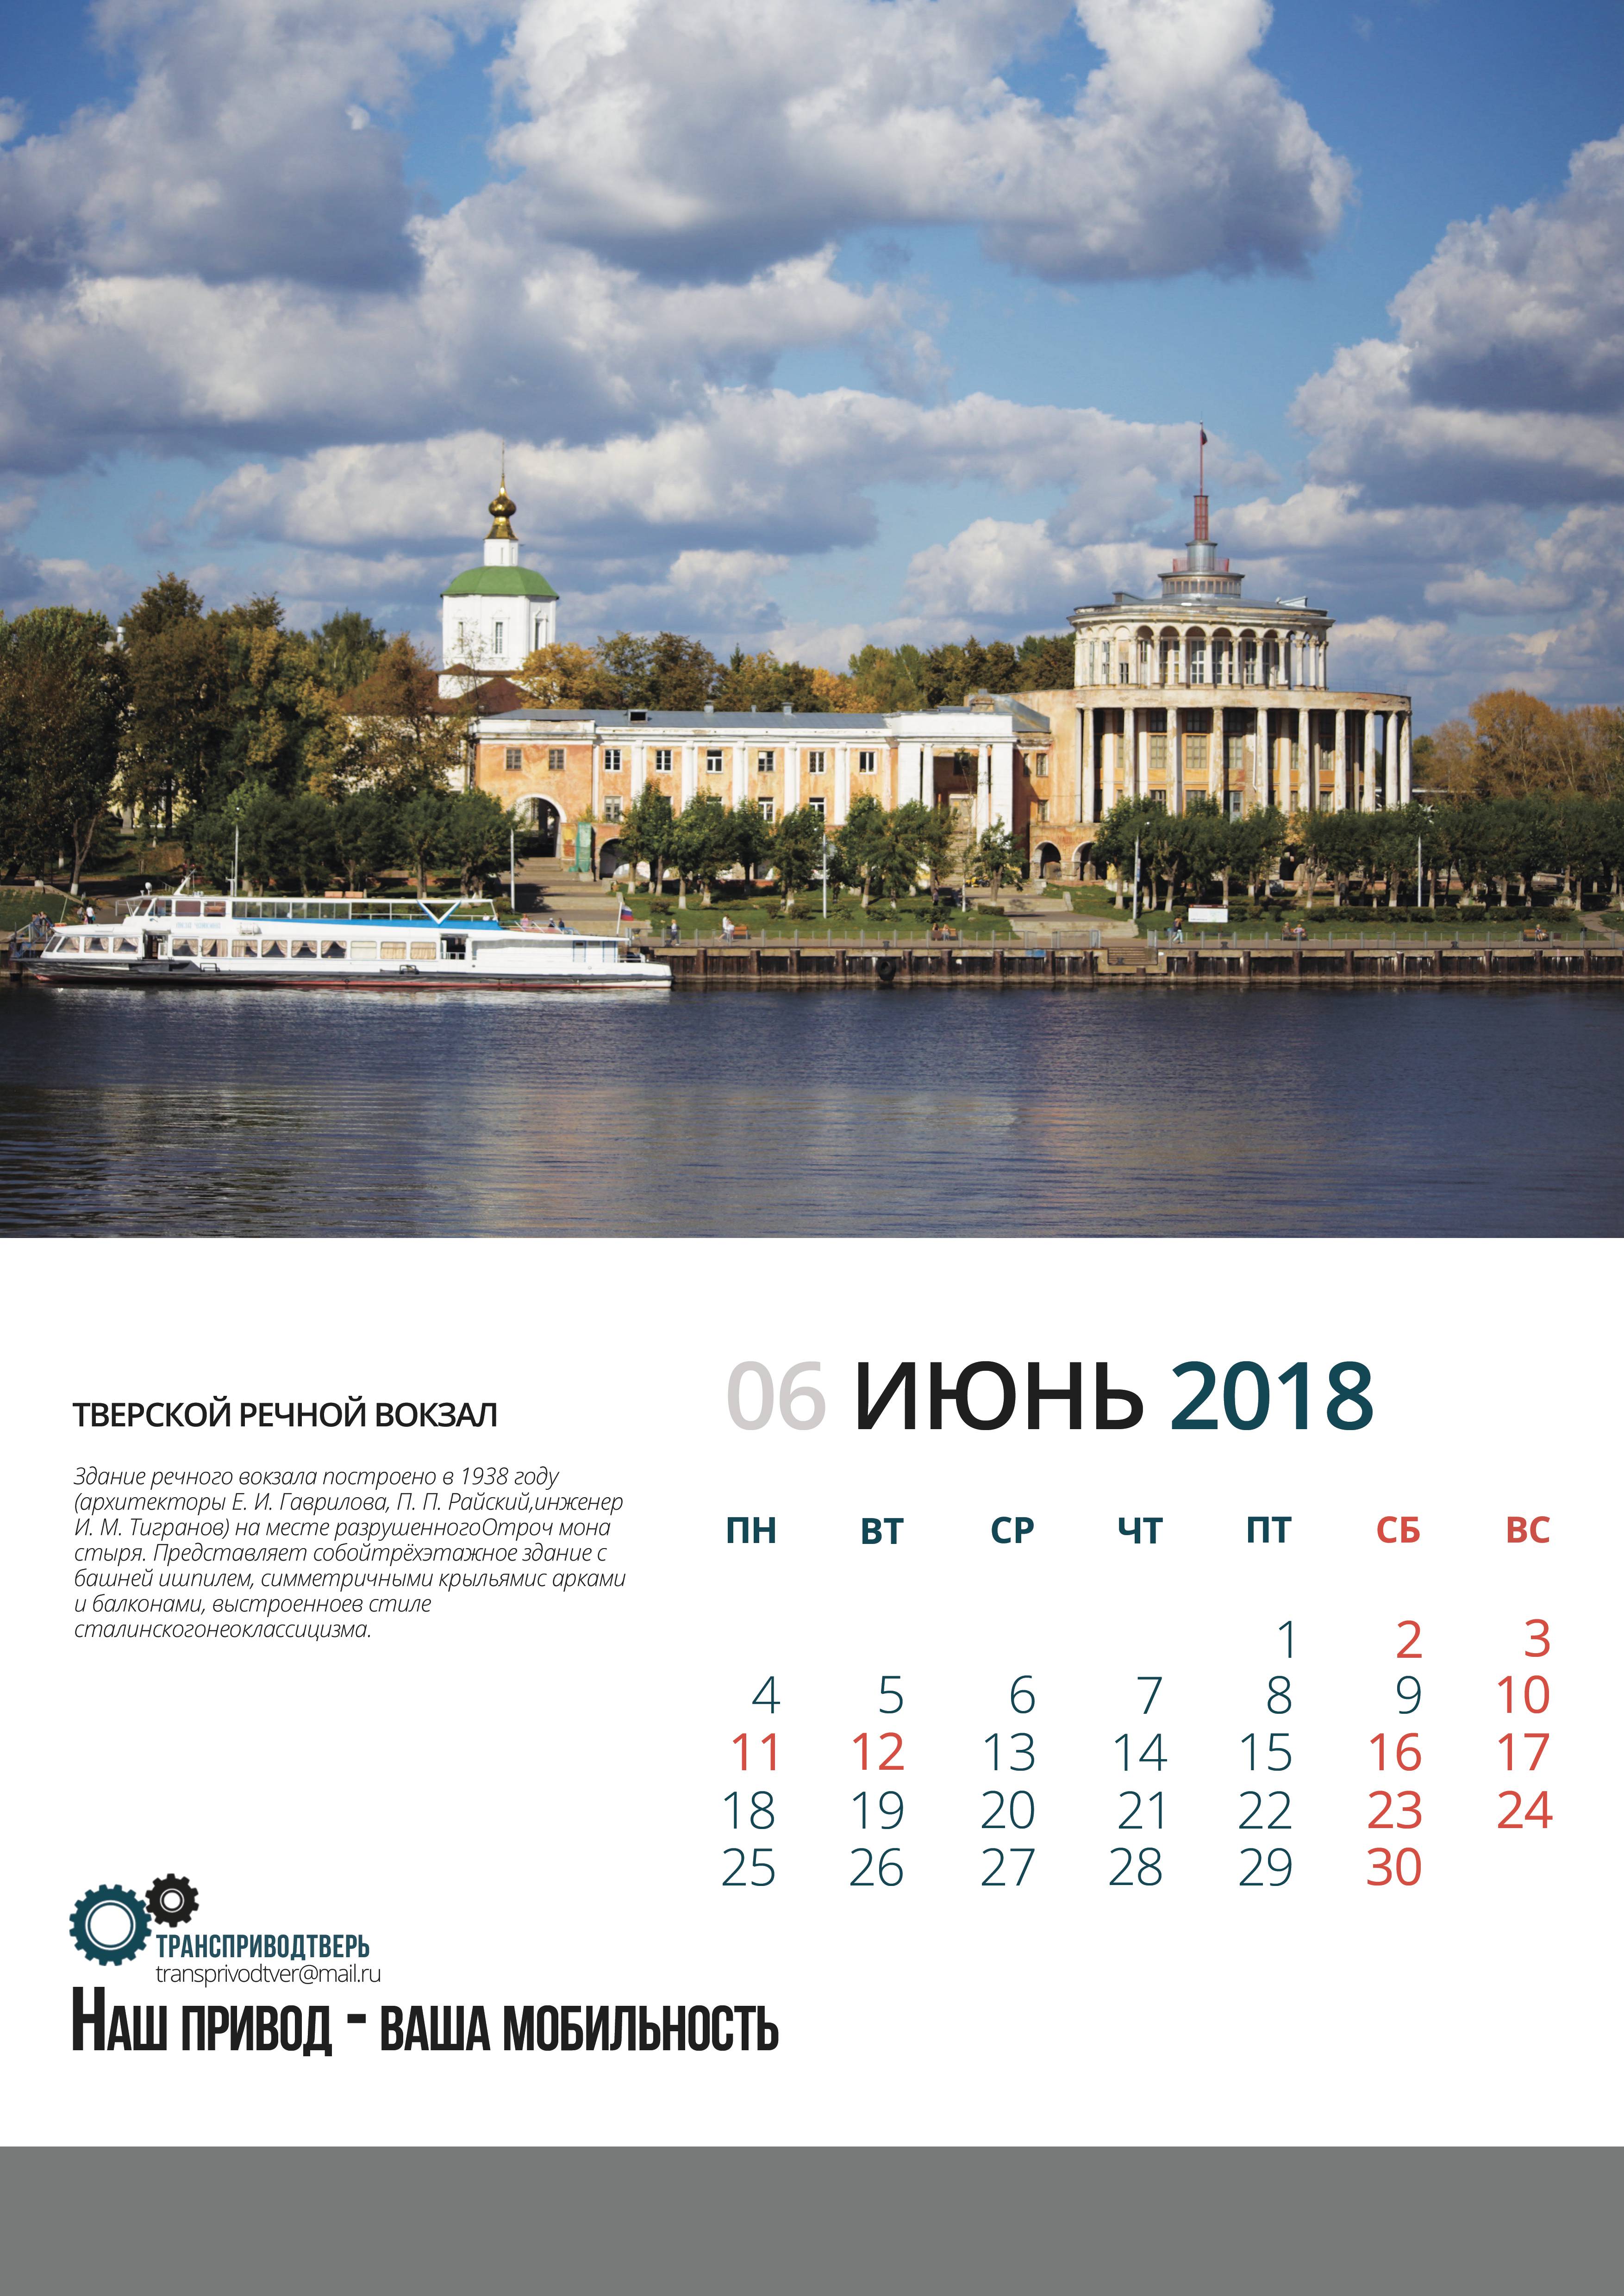 06 ИЮНЬ 2018
ТВЕРСКОЙ РЕЧНОЙ ВОКЗАЛ
Здание речного вокзала построено в 1938 году
(архитекторы Е. И. Гаврилова, П. П. Райский,инженер
И. М. Тигранов) на месте разрушенногоОтроч мона
стыря. Представляет собойтрёхэтажное здание с
башней ишпилем, симметричными крыльямис арками
и балконами, выстроенноев стиле
сталинскогонеоклассицизма.
ПН ВТ СР ЧТ ПТ СБ ВС
1 2 3
4 5 6 7 8 9 10
11 12 13 14 15 16 17
18 19 20 21 22 23 24
25 26 27 28 29 30
ТРАНСПРИВОДТВЕРЬ
transprivodtver@mail.ru
НАШ ПРИВОД - ВАША МОБИЛЬНОСТЬ